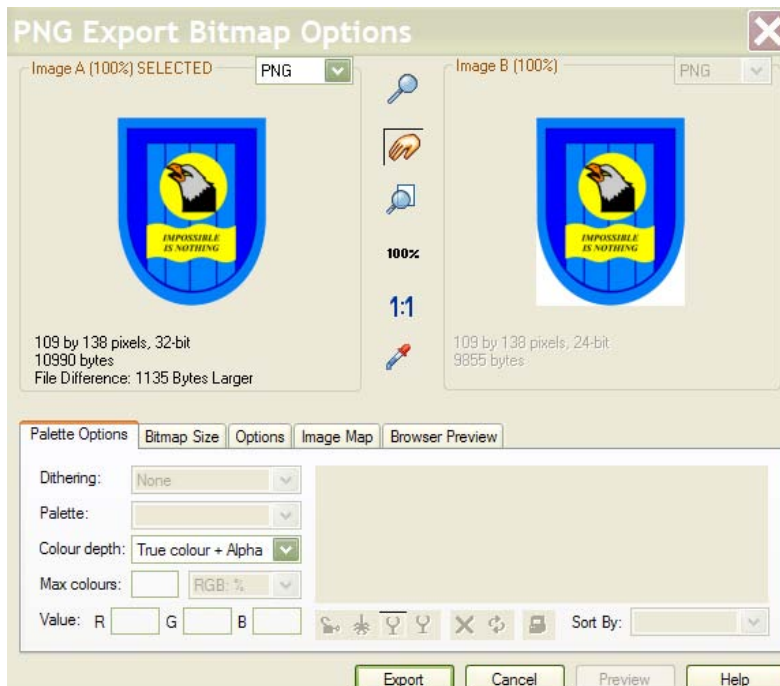 PNG Export Bitmap Options
Image A (100%) SELECTED
PNG
Image B (100%)
PNG
IMPOSSIBLE
IS NOTHING
IMPOSSIBLE
IS NOTHING
100%
1:1
109 by 138 pixels, 32-bit
10990 bytes
File Difference: 1135 Bytes Larger
109 by 138 pixels, 24-bit
9855 bytes
Palette Options
Bitmap Size
Options
Image Map
Browser Preview
Dithering: None
Palette:
Colour depth: True colour + Alpha
Max colours: RGB: %
Value: R G B
Sort By:
Export
Cancel
Preview
Help